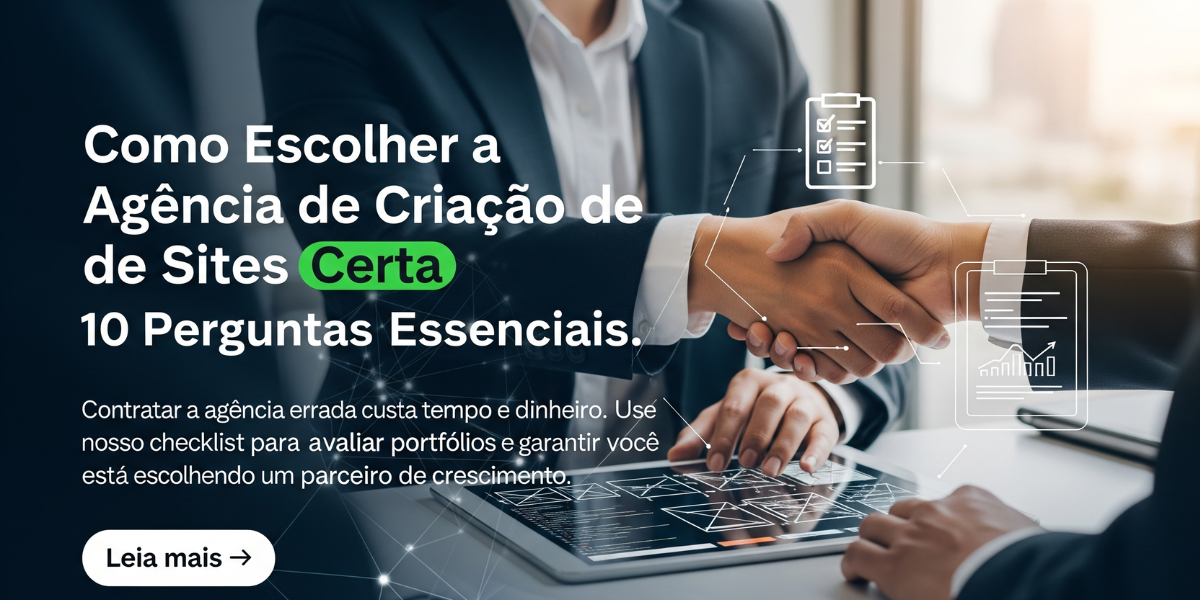 Como Escolher a
Agência de Criação de
de Sites Certa
10 Perguntas Essenciais.
Contratar a agência errada custa tempo e dinheiro. Use
nosso checklist para avaliar portfólios e garantir você
está escolhendo um parceiro de crescimento.
Leia mais →